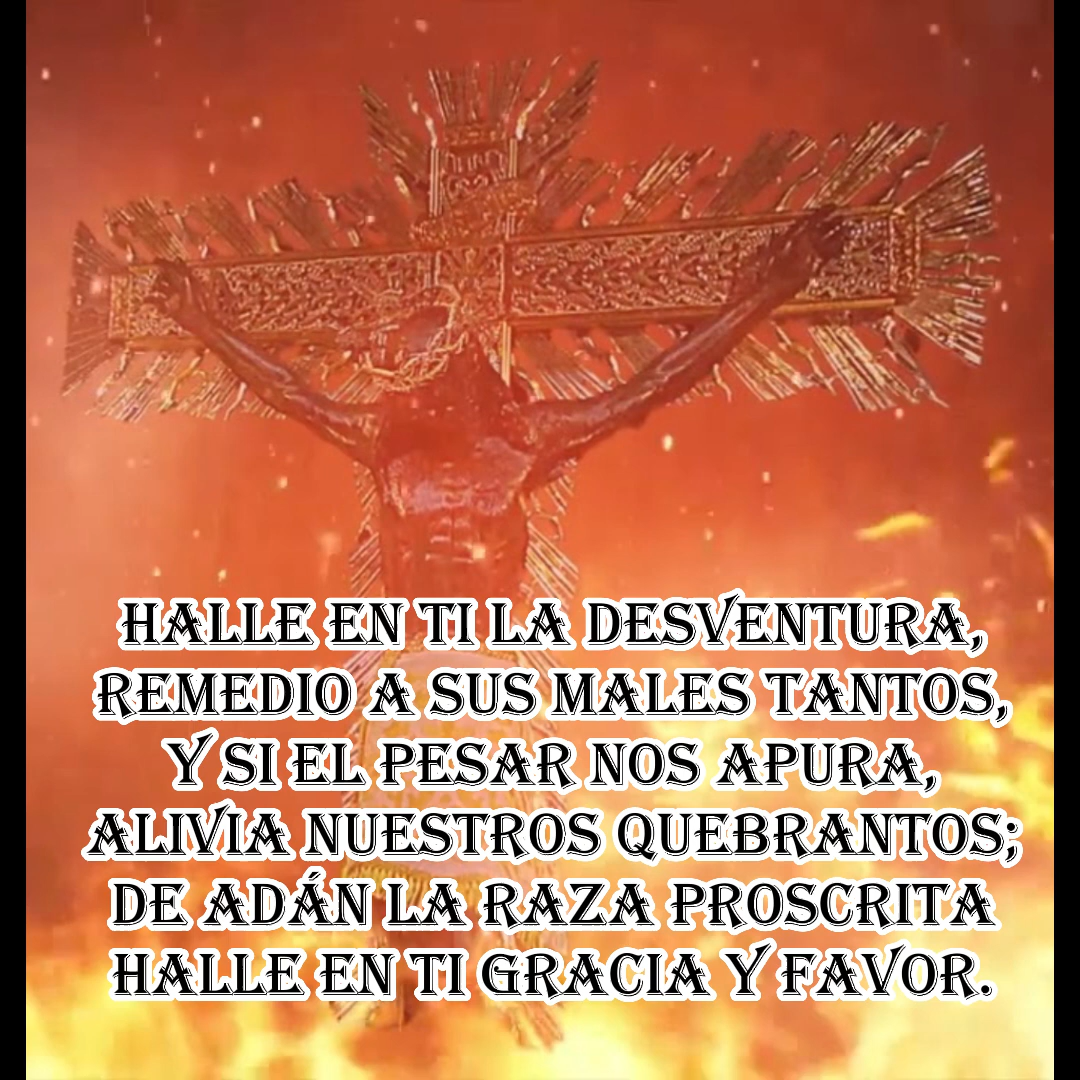 HALLE EN TI LA DESVENTURA,
REMEDIO A SUS MALES TANTOS,
Y SI EL PESAR NOS APURA,
ALIVIA NUESTROS QUEBRANTOS;
DE ADÁN LA RAZA PROSCRITA
HALLE EN TI GRACIA Y FAVOR.